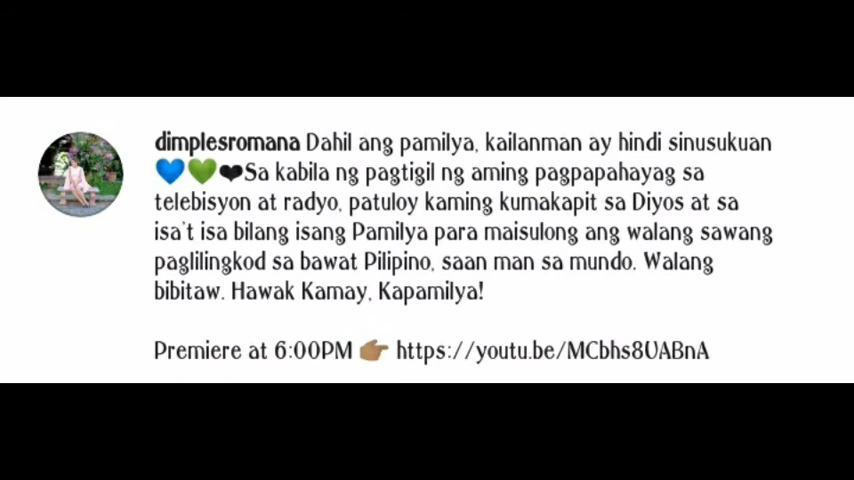 dimplesromana Dahil ang pamilya, kailanman ay hindi sinusukuan
💙💚❤Sa kabila ng pagtigil ng aming pagpapahayag sa
telebisyon at radyo, patuloy kaming kumakapit sa Diyos at sa
isa't isa bilang isang Pamilya para maisulong ang walang sawang
paglilingkod sa bawat Pilipino, saan man sa mundo. Walang
bibitaw. Hawak Kamay, Kapamilya!
Premiere at 6:00PM 👉🏽 https://youtu.be/MCbhs8UABnA